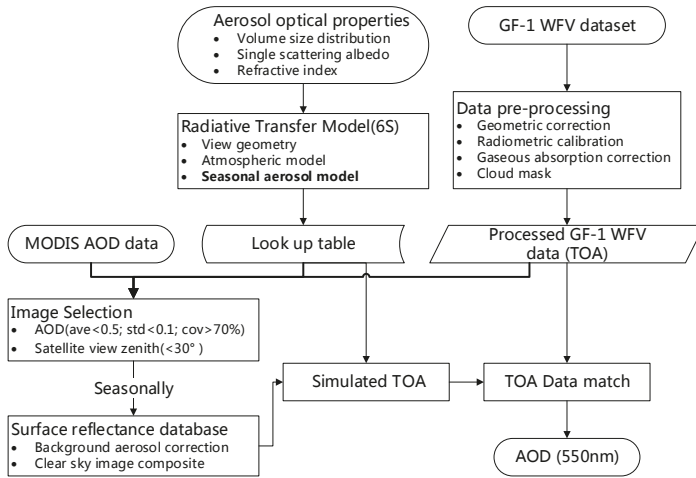 Aerosol optical properties
• Volume size distribution
• Single scattering albedo
• Refractive index
GF-1 WFV dataset
Radiative Transfer Model(6S)
• View geometry
• Atmospheric model
• Seasonal aerosol model
Data pre-processing
• Geometric correction
• Radiometric calibration
• Gaseous absorption correction
• Cloud mask
MODIS AOD data
Look up table
Processed GF-1 WFV
data (TOA)
Image Selection
• AOD(ave<0.5; std<0.1; cov>70%)
• Satellite view zenith(<30° )
Seasonally
Simulated TOA
TOA Data match
Surface reflectance database
• Background aerosol correction
• Clear sky image composite
AOD (550nm)